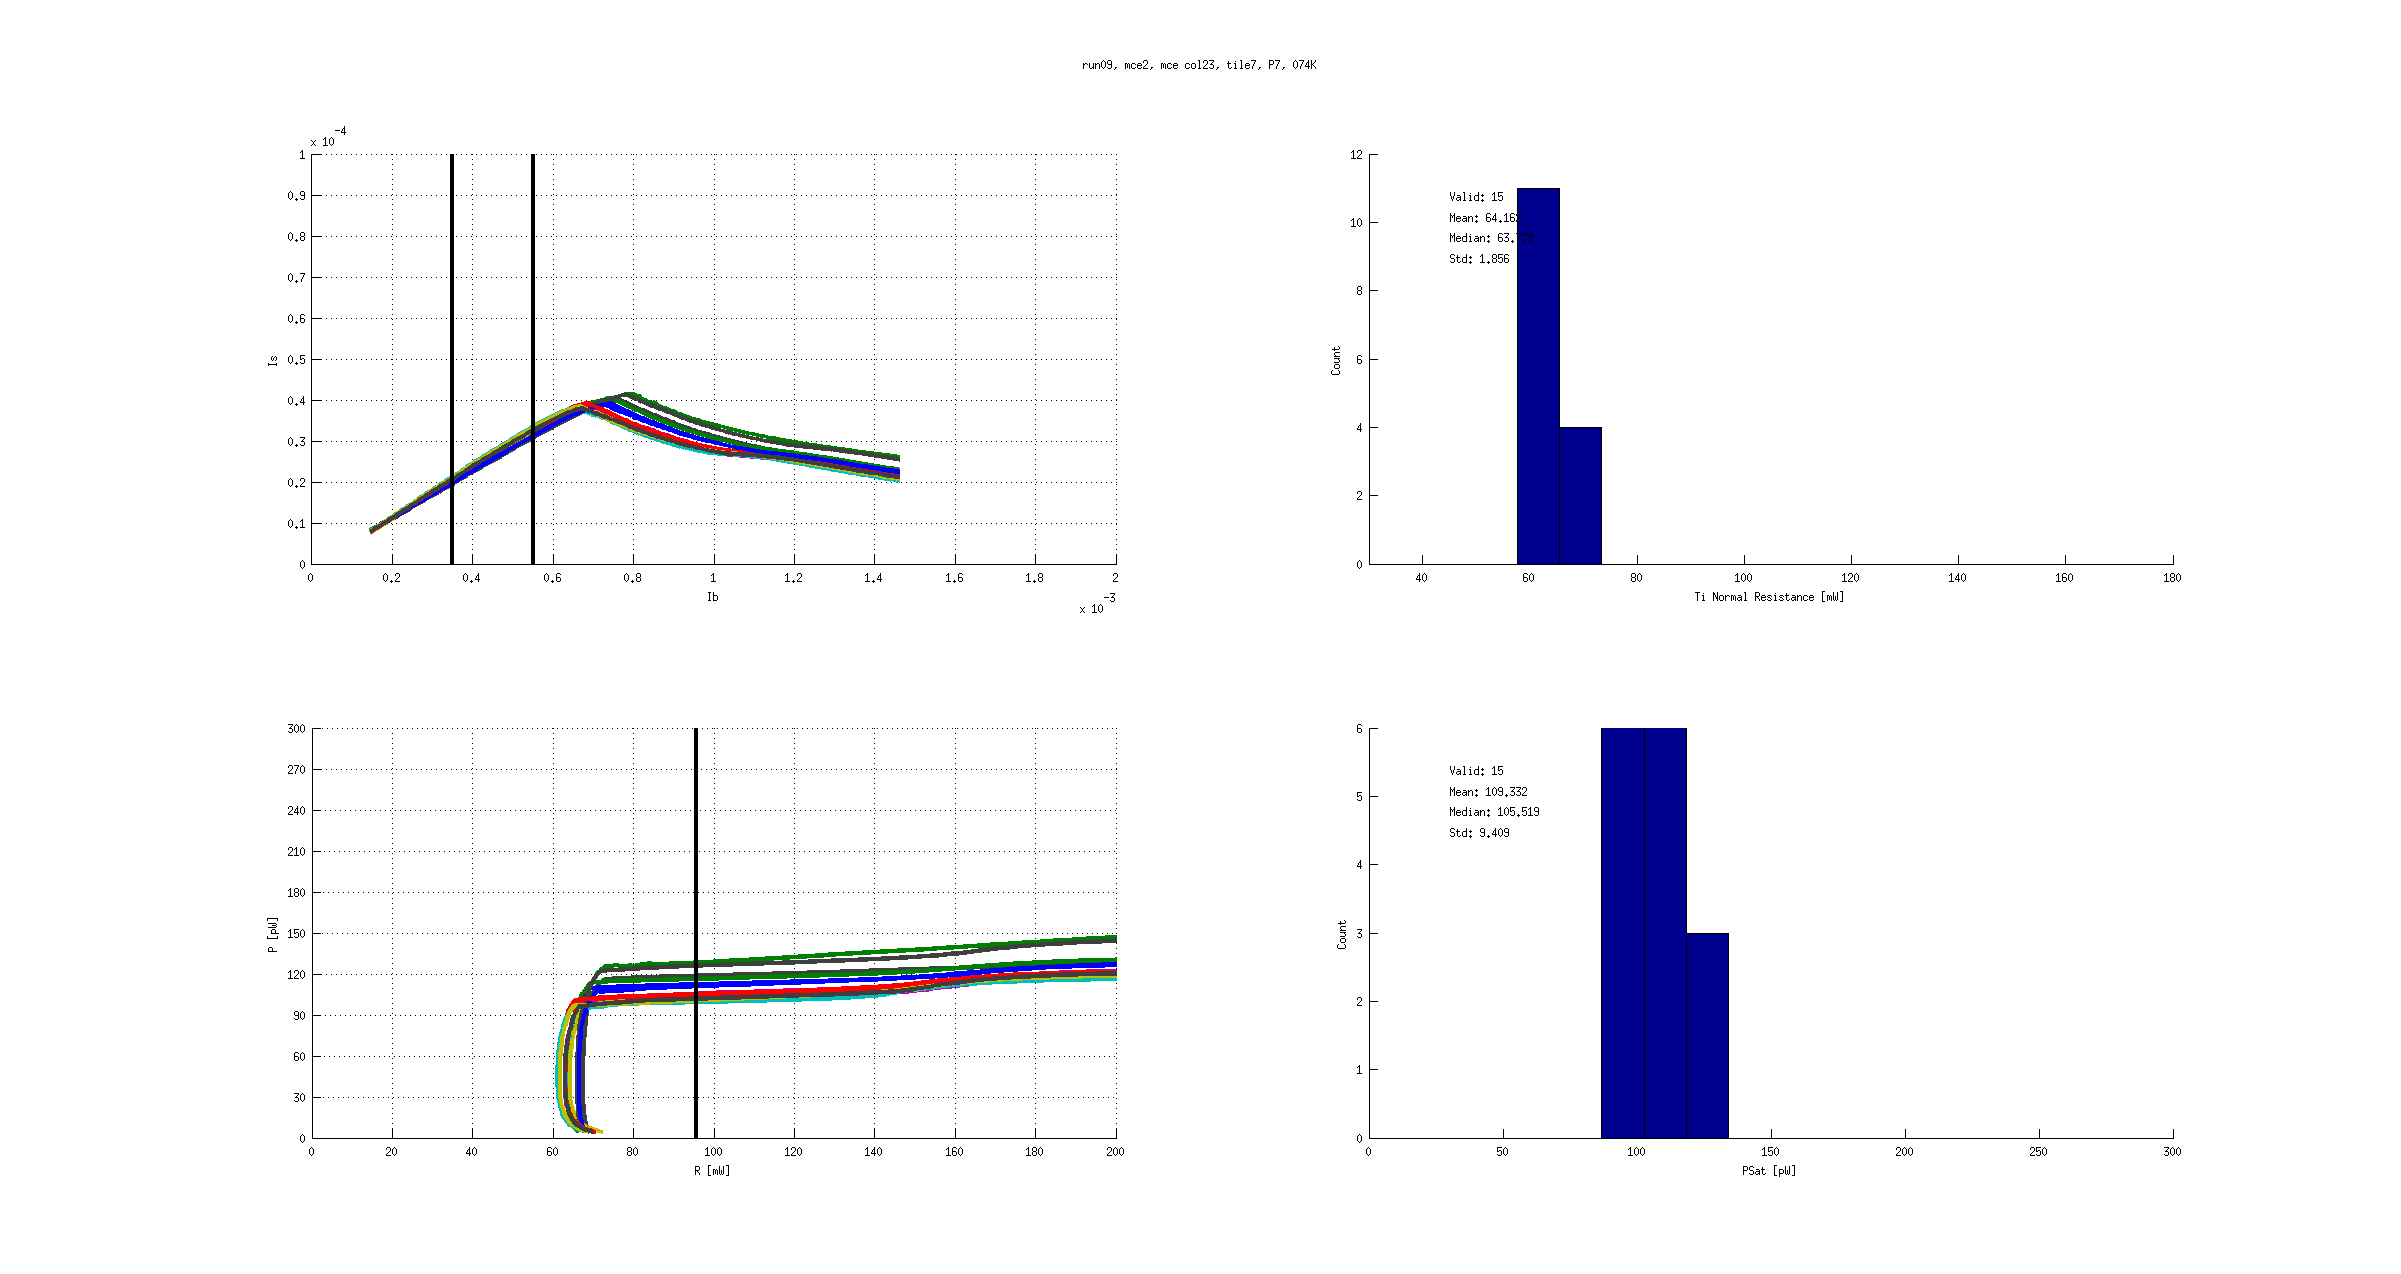 run09, mce2, mce col23, tile7, P7, 074K
x 10^-4
1
0.9
0.8
0.7
0.6
0.5
0.4
0.3
0.2
0.1
0
Is
0 0.2 0.4 0.6 0.8 1 1.2 1.4 1.6 1.8 2
Ib
x 10^-3
12
10
8
6
4
2
0
Count
Valid: 15
Mean: 64.16
Median: 63.
Std: 1.856
40 60 80 100 120 140 160 180
Ti Normal Resistance [mW]
300
270
240
210
180
150
120
90
60
30
0
P [pW]
0 20 40 60 80 100 120 140 160 180 200
R [mW]
6
5
4
3
2
1
0
Count
Valid: 15
Mean: 109.332
Median: 105.519
Std: 9.409
0 50 100 150 200 250 300
PSat [pW]